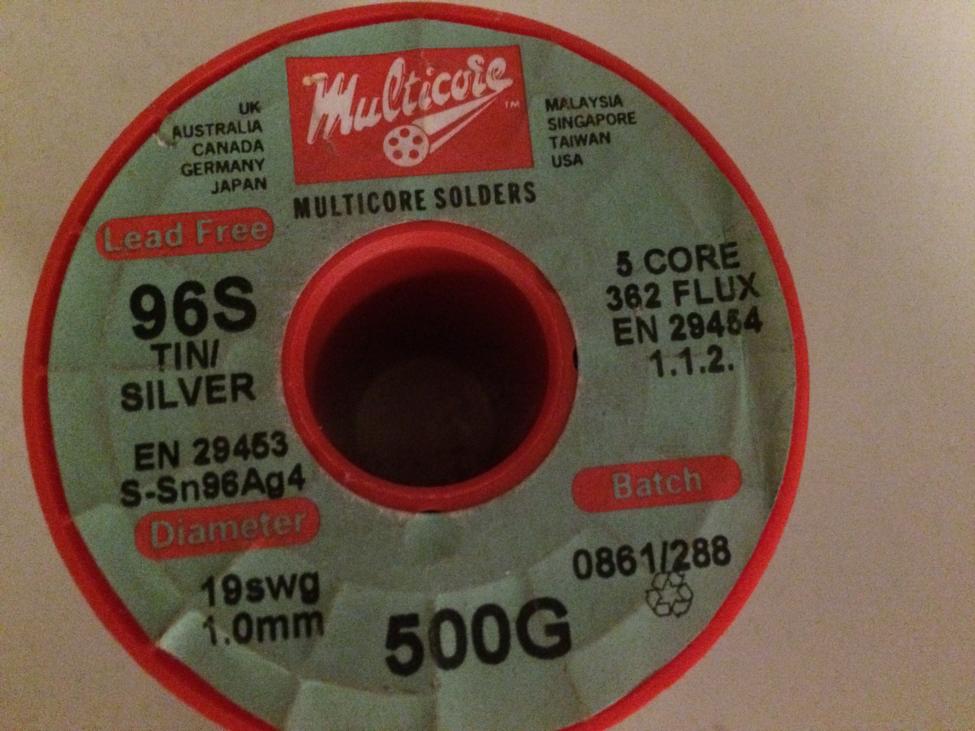 Multicore™
UK
AUSTRALIA
CANADA
GERMANY
JAPAN
MALAYSIA
SINGAPORE
TAIWAN
USA
MULTICORE SOLDERS
Lead Free
96S
TIN/
SILVER
EN 29453
S-Sn96Ag4
Diameter
19swg
1.0mm
5 CORE
362 FLUX
EN 29454
1.1.2.
Batch
0861/288
500G